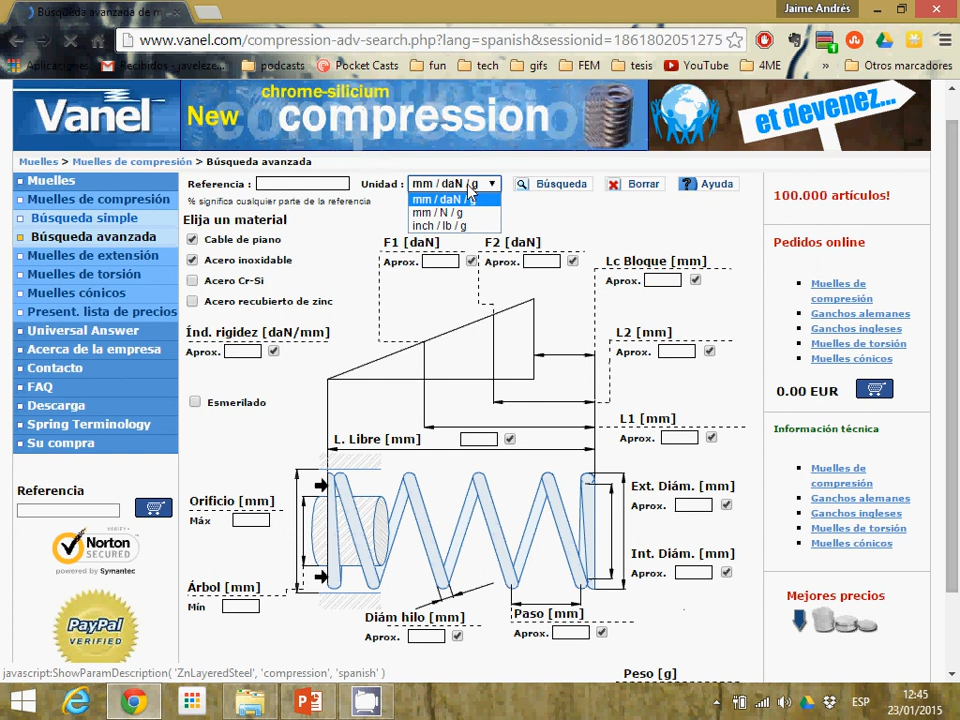 Búsqueda avanzada de m
Jaime Andrés
www.vanel.com/compression-adv-search.php?lang=spanish&sessionid=1861802051275
Aplicaciones
Recibidos - javeleze...
podcasts
Pocket Casts
fun
tech
gifs
FEM
tesis
YouTube
4ME
»
Otros marcadores
Vanel
chrome-silicium
New compression
et devenez...
Muelles > Muelles de compresión > Búsqueda avanzada
Muelles
Muelles de compresión
Búsqueda simple
Búsqueda avanzada
Muelles de extensión
Muelles de torsión
Muelles cónicos
Present. lista de precios
Universal Answer
Acerca de la empresa
Contacto
FAQ
Descarga
Spring Terminology
Su compra
Referencia
VERIFY
Norton
SECURED
powered by Symantec
PayPal
VERIFIED
Referencia :
Unidad :
mm / daN / g
mm / daN / g
mm / N / g
inch / lb / g
Búsqueda
Borrar
Ayuda
% significa cualquier parte de la referencia
Elija un material
Cable de piano
Acero inoxidable
Acero Cr-Si
Acero recubierto de zinc
F1 [daN]
Aprox.
F2 [daN]
Aprox.
Lc Bloque [mm]
Aprox.
Índ. rigidez [daN/mm]
Aprox.
L2 [mm]
Aprox.
Esmerilado
L1 [mm]
Aprox.
L. Libre [mm]
Orificio [mm]
Máx
Ext. Diám. [mm]
Aprox.
Int. Diám. [mm]
Aprox.
Árbol [mm]
Mín
Diám hilo [mm]
Aprox.
Paso [mm]
Aprox.
Peso [g]
100.000 artículos!
Pedidos online
Muelles de
compresión
Ganchos alemanes
Ganchos ingleses
Muelles de torsión
Muelles cónicos
0.00 EUR
Información técnica
Muelles de
compresión
Ganchos alemanes
Ganchos ingleses
Muelles de torsión
Muelles cónicos
Mejores precios
javascript:ShowParamDescription( 'ZnLayeredSteel', 'compression', 'spanish' )
ESP
12:45
23/01/2015